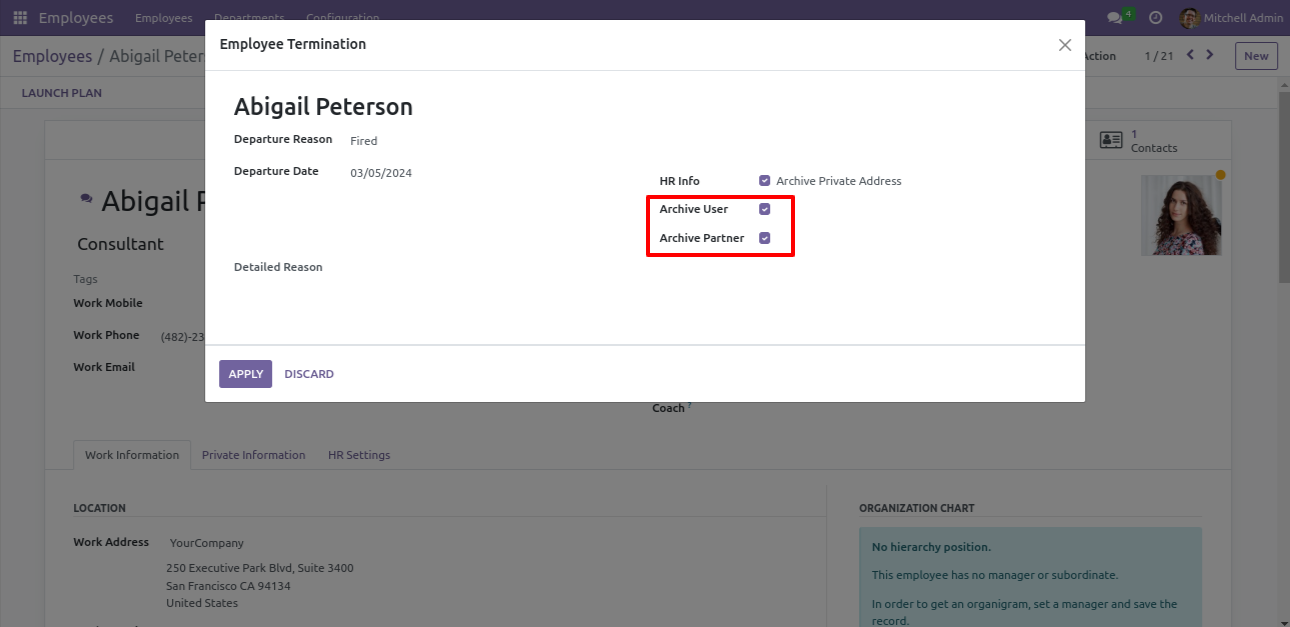 Employees Employees Departments Configuration 4 Mitchell Admin
Employees / Abigail Peter
Action 1 / 21 New
LAUNCH PLAN
Employee Termination
Abigail Peterson
Departure Reason Fired
Departure Date 03/05/2024
HR Info Archive Private Address
Archive User
Archive Partner
Detailed Reason
APPLY DISCARD
1
Contacts
Abigail P
Consultant
Tags
Work Mobile
Work Phone (482)-23
Work Email
Coach ?
Work Information Private Information HR Settings
LOCATION
Work Address YourCompany
250 Executive Park Blvd, Suite 3400
San Francisco CA 94134
United States
ORGANIZATION CHART
No hierarchy position.
This employee has no manager or subordinate.
In order to get an organigram, set a manager and save the
record.